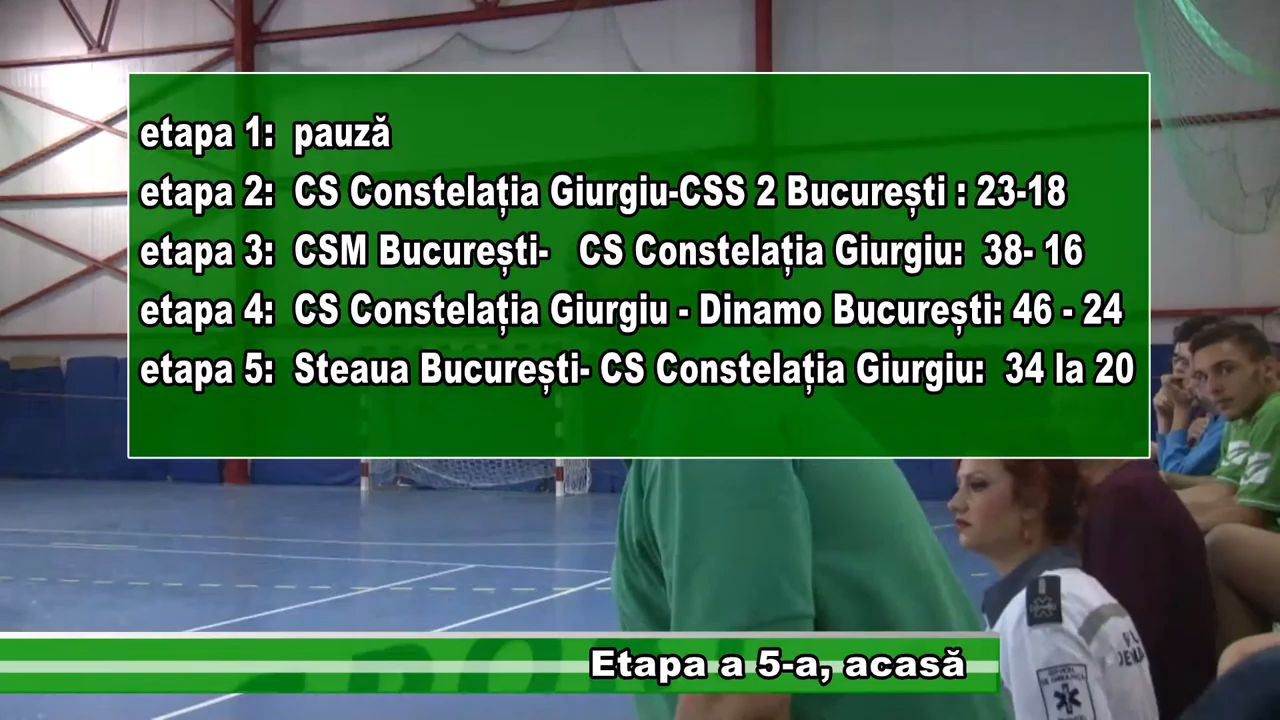 etapa 1: pauză
etapa 2: CS Constelația Giurgiu-CSS 2 București : 23-18
etapa 3: CSM București- CS Constelația Giurgiu: 38- 16
etapa 4: CS Constelația Giurgiu - Dinamo București: 46 - 24
etapa 5: Steaua București- CS Constelația Giurgiu: 34 la 20
Etapa a 5-a, acasă